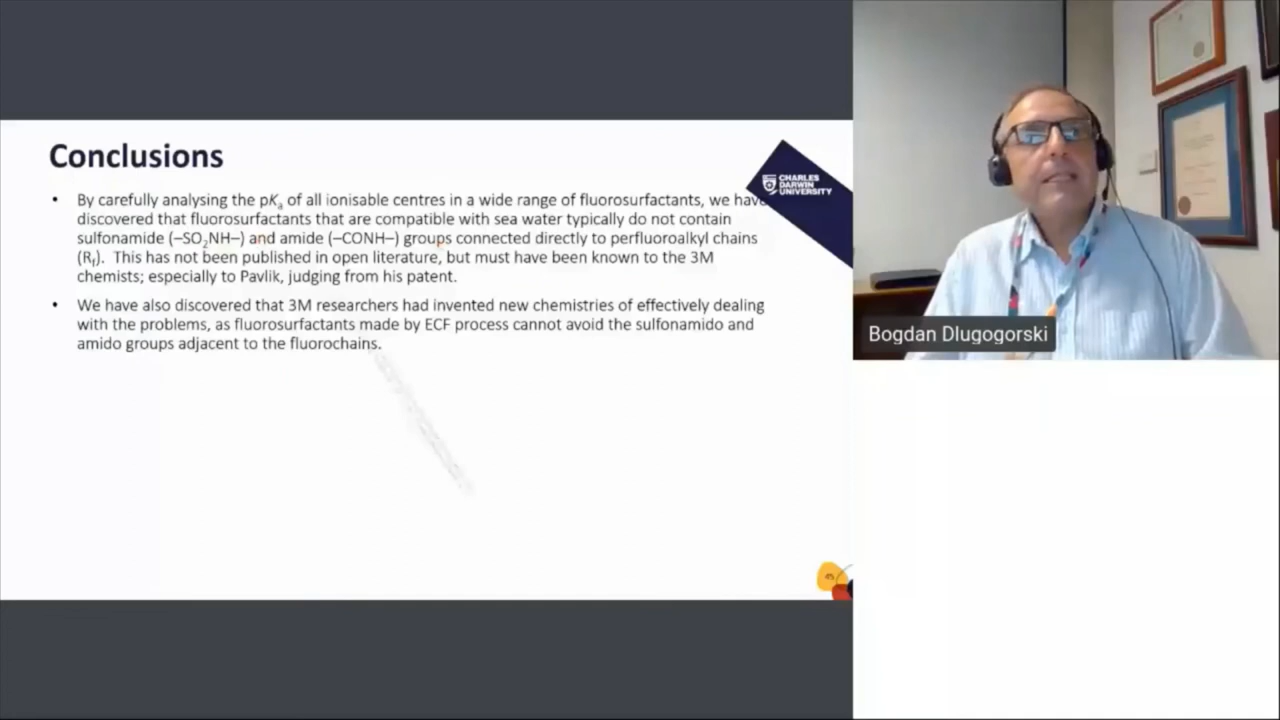 Conclusions
• By carefully analysing the pKa of all ionisable centres in a wide range of fluorosurfactants, we have
discovered that fluorosurfactants that are compatible with sea water typically do not contain
sulfonamide (–SO₂NH–) and amide (–CONH–) groups connected directly to perfluoroalkyl chains
(Rf). This has not been published in open literature, but must have been known to the 3M
chemists; especially to Pavlik, judging from his patent.
• We have also discovered that 3M researchers had invented new chemistries of effectively dealing
with the problems, as fluorosurfactants made by ECF process cannot avoid the sulfonamido and
amido groups adjacent to the fluorochains.
CHARLES
DARWIN
UNIVERSITY
Bogdan Dlugogorski